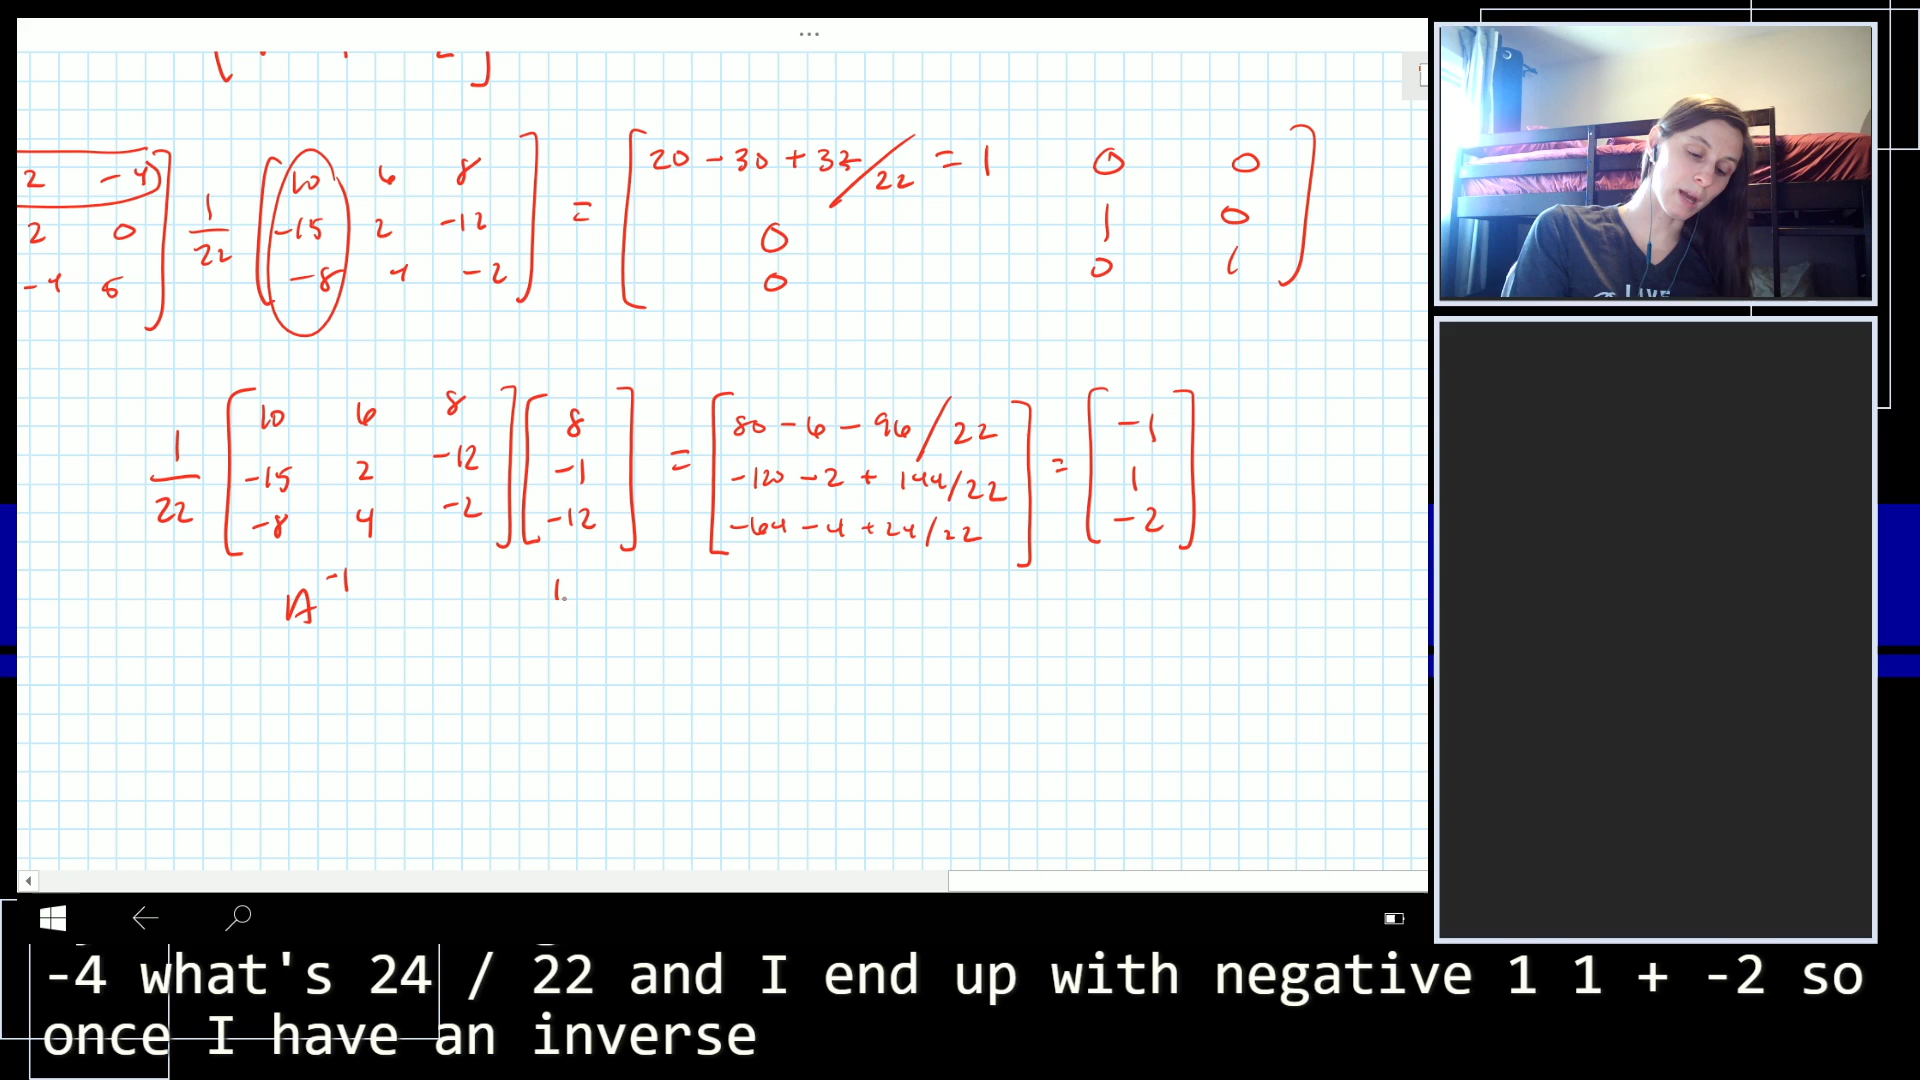 2 -4 10 6 8 20 - 30 + 32/22 = 1 0 0
2 0 1/22 -15 2 -12 = 0 1 0
-4 6 -8 4 -2 0 0 1
10 6 8 8 80 - 6 - 96/22 -1
1/22 -15 2 -12 -1 = -120 - 2 + 144/22 = 1
-8 4 -2 -12 -64 - 4 + 24/22 -2
A^-1
LIVE
-4 what's 24 / 22 and I end up with negative 1 1 + -2 so
once I have an inverse